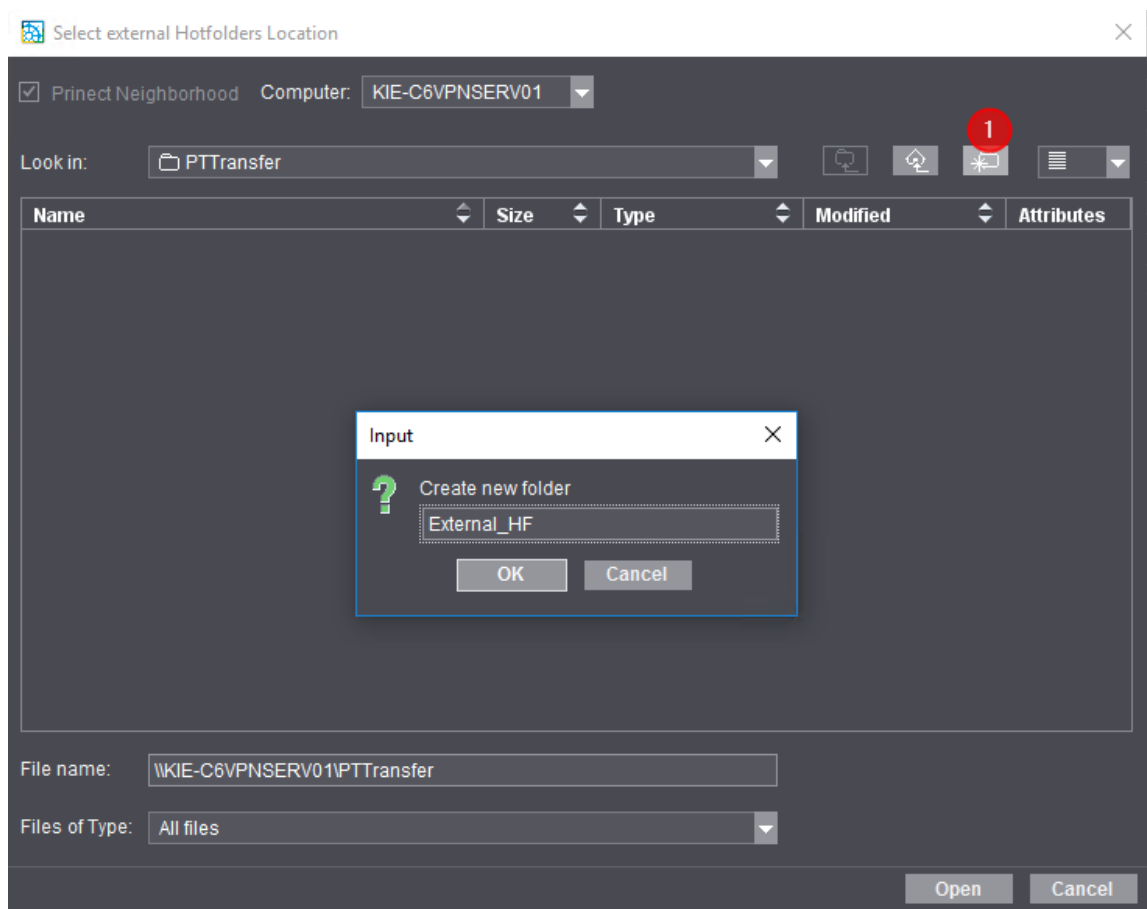 Select external Hotfolders Location
Prinect Neighborhood Computer: KIE-C6VPNSERV01
1
Look in: PTTransfer
Name Size Type Modified Attributes
Input
Create new folder
External_HF
OK Cancel
File name: \\KIE-C6VPNSERV01\PTTransfer
Files of Type: All files
Open Cancel